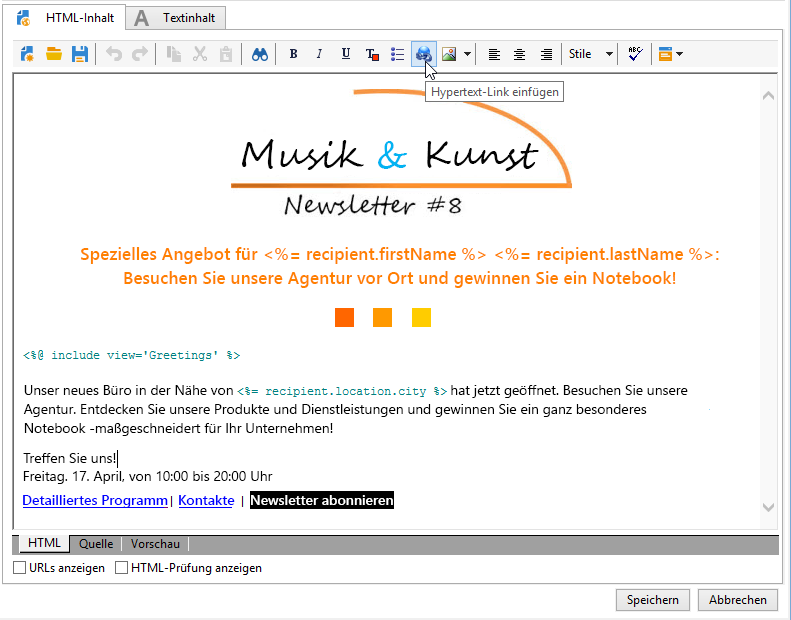 HTML-Inhalt
A Textinhalt
B I U T Stile ABC
Hypertext-Link einfügen
Musik & Kunst
Newsletter #8
Spezielles Angebot für <%= recipient.firstName %> <%= recipient.lastName %>:
Besuchen Sie unsere Agentur vor Ort und gewinnen Sie ein Notebook!
<%@ include view='Greetings' %>
Unser neues Büro in der Nähe von <%= recipient.location.city %> hat jetzt geöffnet. Besuchen Sie unsere
Agentur. Entdecken Sie unsere Produkte und Dienstleistungen und gewinnen Sie ein ganz besonderes
Notebook -maßgeschneidert für Ihr Unternehmen!
Treffen Sie uns!
Freitag. 17. April, von 10:00 bis 20:00 Uhr
Detailliertes Programm | Kontakte | Newsletter abonnieren
HTML Quelle Vorschau
URLs anzeigen HTML-Prüfung anzeigen
Speichern Abbrechen